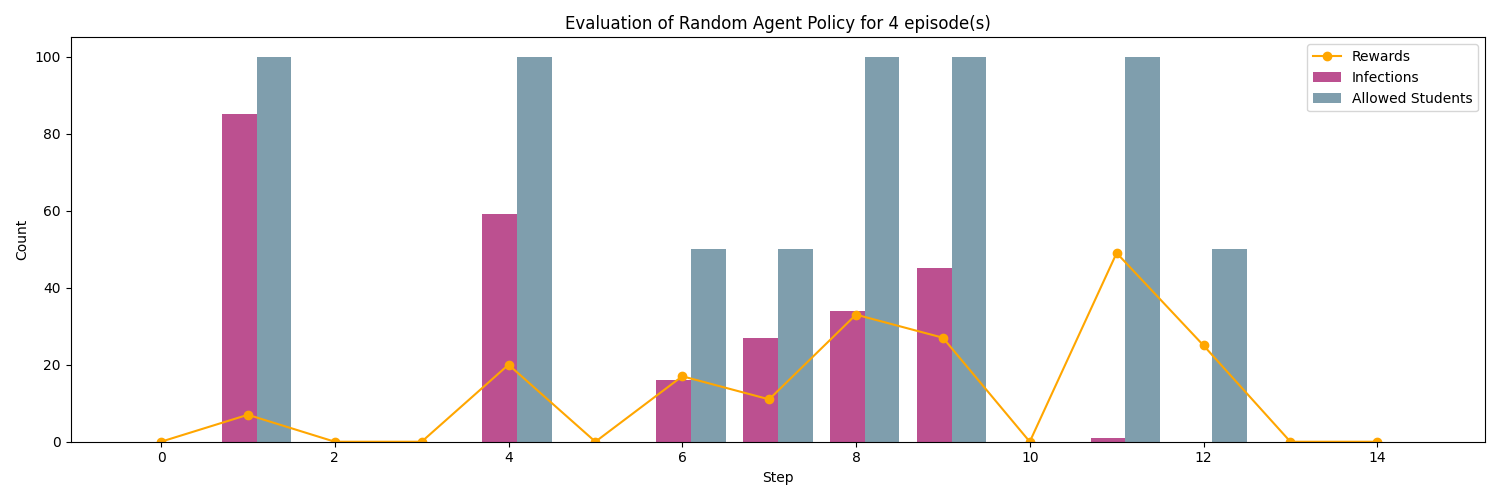 Evaluation of Random Agent Policy for 4 episode(s)
Rewards
Infections
Allowed Students
Count
100
80
60
40
20
0
0 2 4 6 8 10 12 14
Step